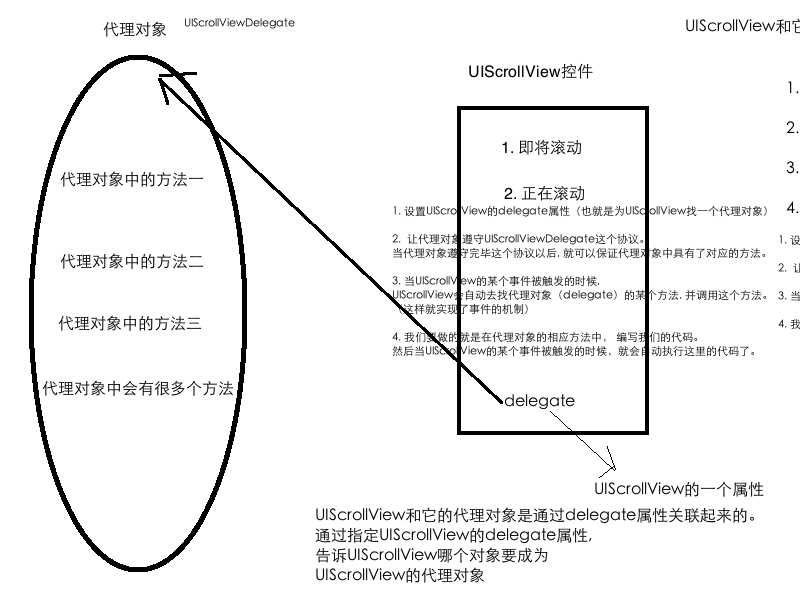 代理对象
UIScrollViewDelegate
代理对象中的方法一
代理对象中的方法二
代理对象中的方法三
代理对象中会有很多个方法
UIScrollView控件
1. 即将滚动
2. 正在滚动
1. 设置UIScrollView的delegate属性（也就是为UIScrollView找一个代理对象）
2. 让代理对象遵守UIScrollViewDelegate这个协议。
当代理对象遵守完毕这个协议以后, 就可以保证代理对象中具有了对应的方法。
3. 当UIScrollView的某个事件被触发的时候,
UIScrollView会自动去找代理对象（delegate）的某个方法, 并调用这个方法。
（这样就实现了事件的机制）
4. 我们要做的就是在代理对象的相应方法中， 编写我们的代码。
然后当UIScrollView的某个事件被触发的时候，就会自动执行这里的代码了。
delegate
UIScrollView的一个属性
UIScrollView和它的代理对象是通过delegate属性关联起来的。
通过指定UIScrollView的delegate属性,
告诉UIScrollView哪个对象要成为
UIScrollView的代理对象
UIScrollView和它
1.
2.
3.
4.
1. 设
2. 让
3. 当
4. 我